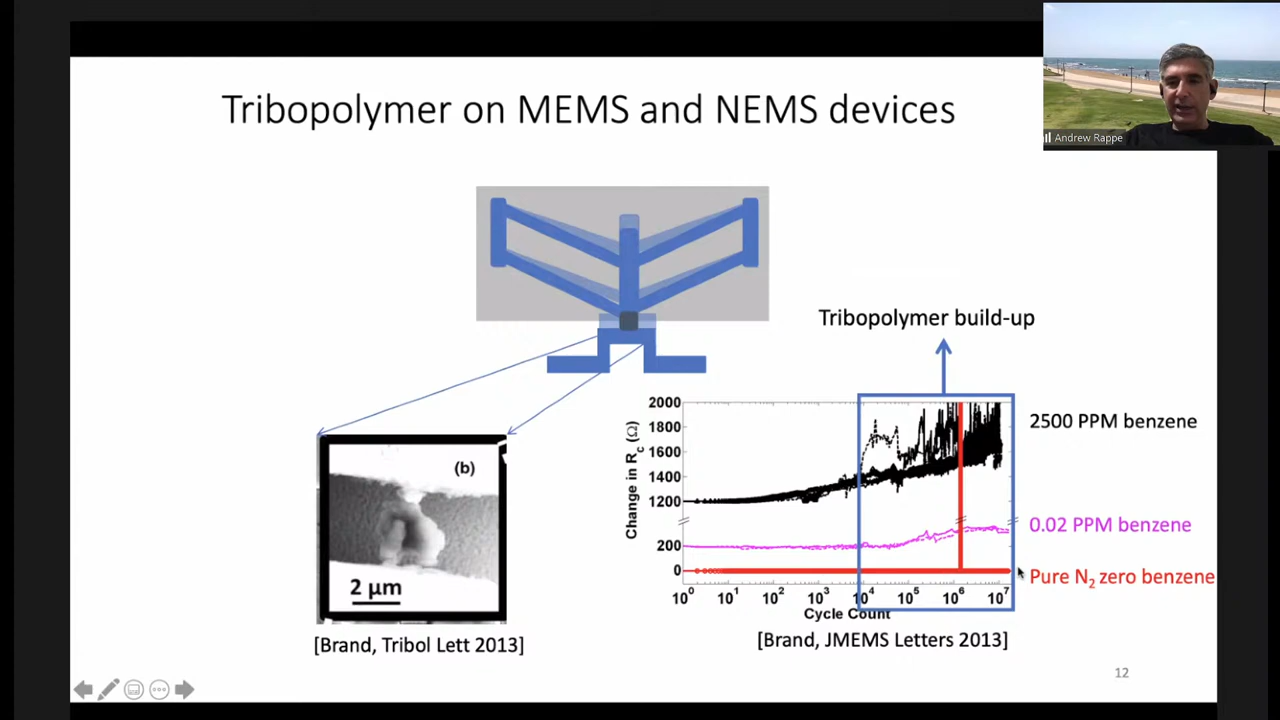 Tribopolymer on MEMS and NEMS devices
Andrew Rappe
Tribopolymer build-up
2000
1800
1600
1400
1200
200
0
Change in Rc (Ω)
10⁰ 10¹ 10² 10³ 10⁴ 10⁵ 10⁶ 10⁷
Cycle Count
2500 PPM benzene
0.02 PPM benzene
Pure N₂ zero benzene
(b)
2 µm
[Brand, Tribol Lett 2013]
[Brand, JMEMS Letters 2013]
12